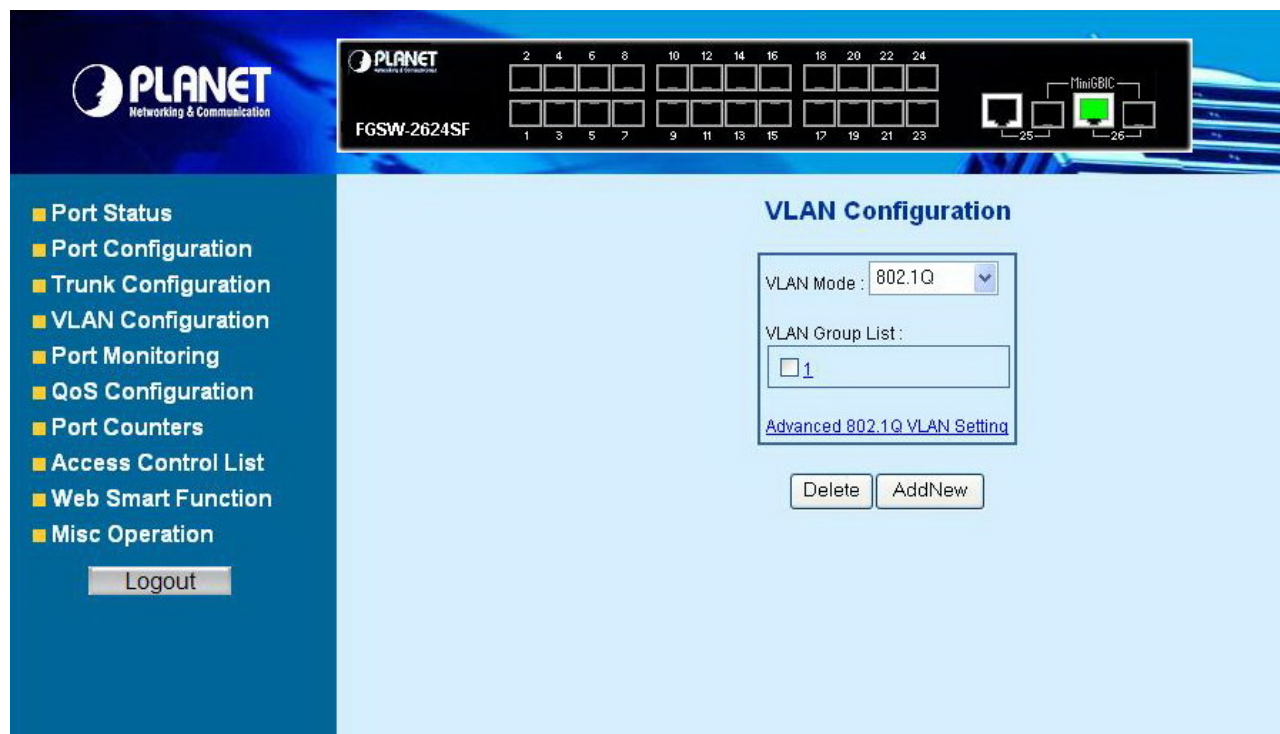 PLANET
Networking & Communication
PLANET
Networking & Communication
FGSW-2624SF
2 4 6 8 10 12 14 16 18 20 22 24
1 3 5 7 9 11 13 15 17 19 21 23
MiniGBIC
25 26
Port Status
Port Configuration
Trunk Configuration
VLAN Configuration
Port Monitoring
QoS Configuration
Port Counters
Access Control List
Web Smart Function
Misc Operation
Logout
VLAN Configuration
VLAN Mode : 802.1Q
VLAN Group List :
1
Advanced 802.1Q VLAN Setting
Delete AddNew